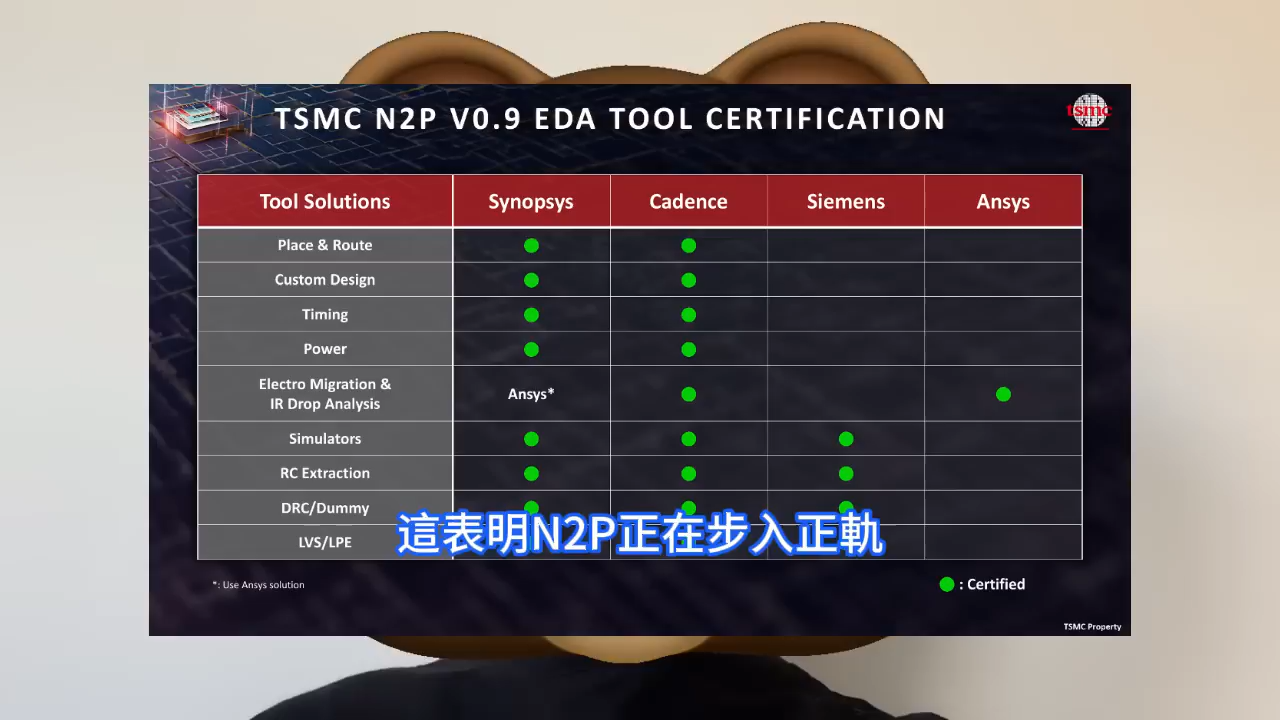 TSMC N2P V0.9 EDA TOOL CERTIFICATION
tsmc
Tool Solutions Synopsys Cadence Siemens Ansys
Place & Route
Custom Design
Timing
Power
Electro Migration &
IR Drop Analysis
Ansys*
Simulators
RC Extraction
DRC/Dummy
LVS/LPE
這表明N2P正在步入正軌
*: Use Ansys solution
: Certified
TSMC Property